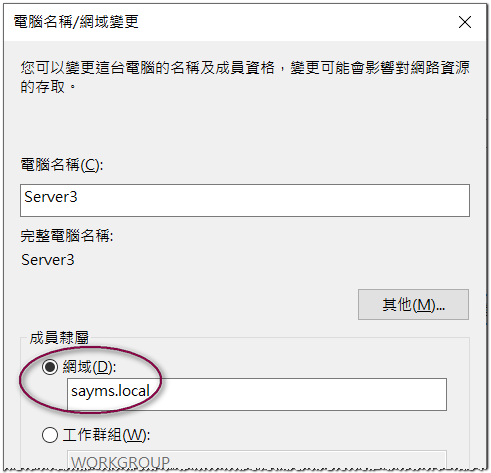 電腦名稱/網域變更
您可以變更這台電腦的名稱及成員資格，變更可能會影響對網路資源
的存取。
電腦名稱(C):
Server3
完整電腦名稱:
Server3
其他(M)...
成員隸屬
網域(D):
sayms.local
工作群組(W):
WORKGROUP